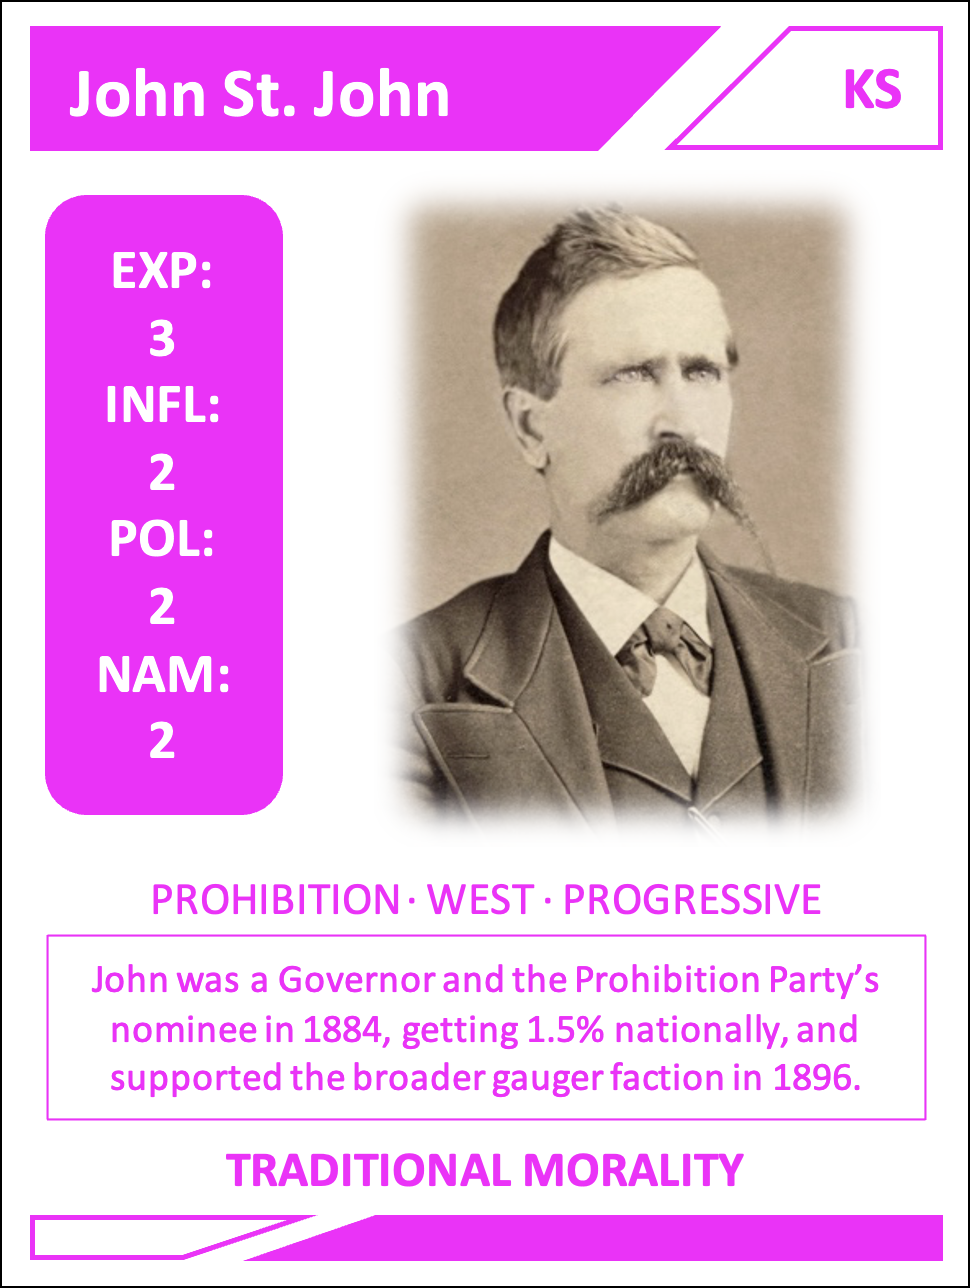 John St. John
KS
EXP:
3
INFL:
2
POL:
2
NAM:
2
PROHIBITION · WEST · PROGRESSIVE
John was a Governor and the Prohibition Party’s
nominee in 1884, getting 1.5% nationally, and
supported the broader gauger faction in 1896.
TRADITIONAL MORALITY